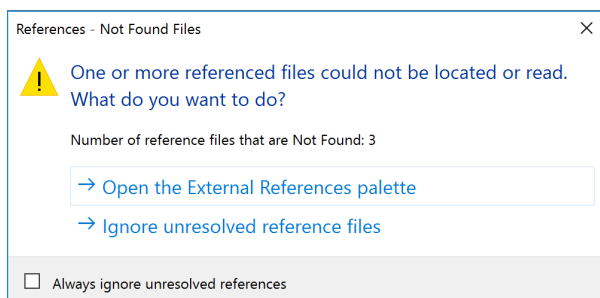 References - Not Found Files
One or more referenced files could not be located or read.
What do you want to do?
Number of reference files that are Not Found: 3
Open the External References palette
Ignore unresolved reference files
Always ignore unresolved references